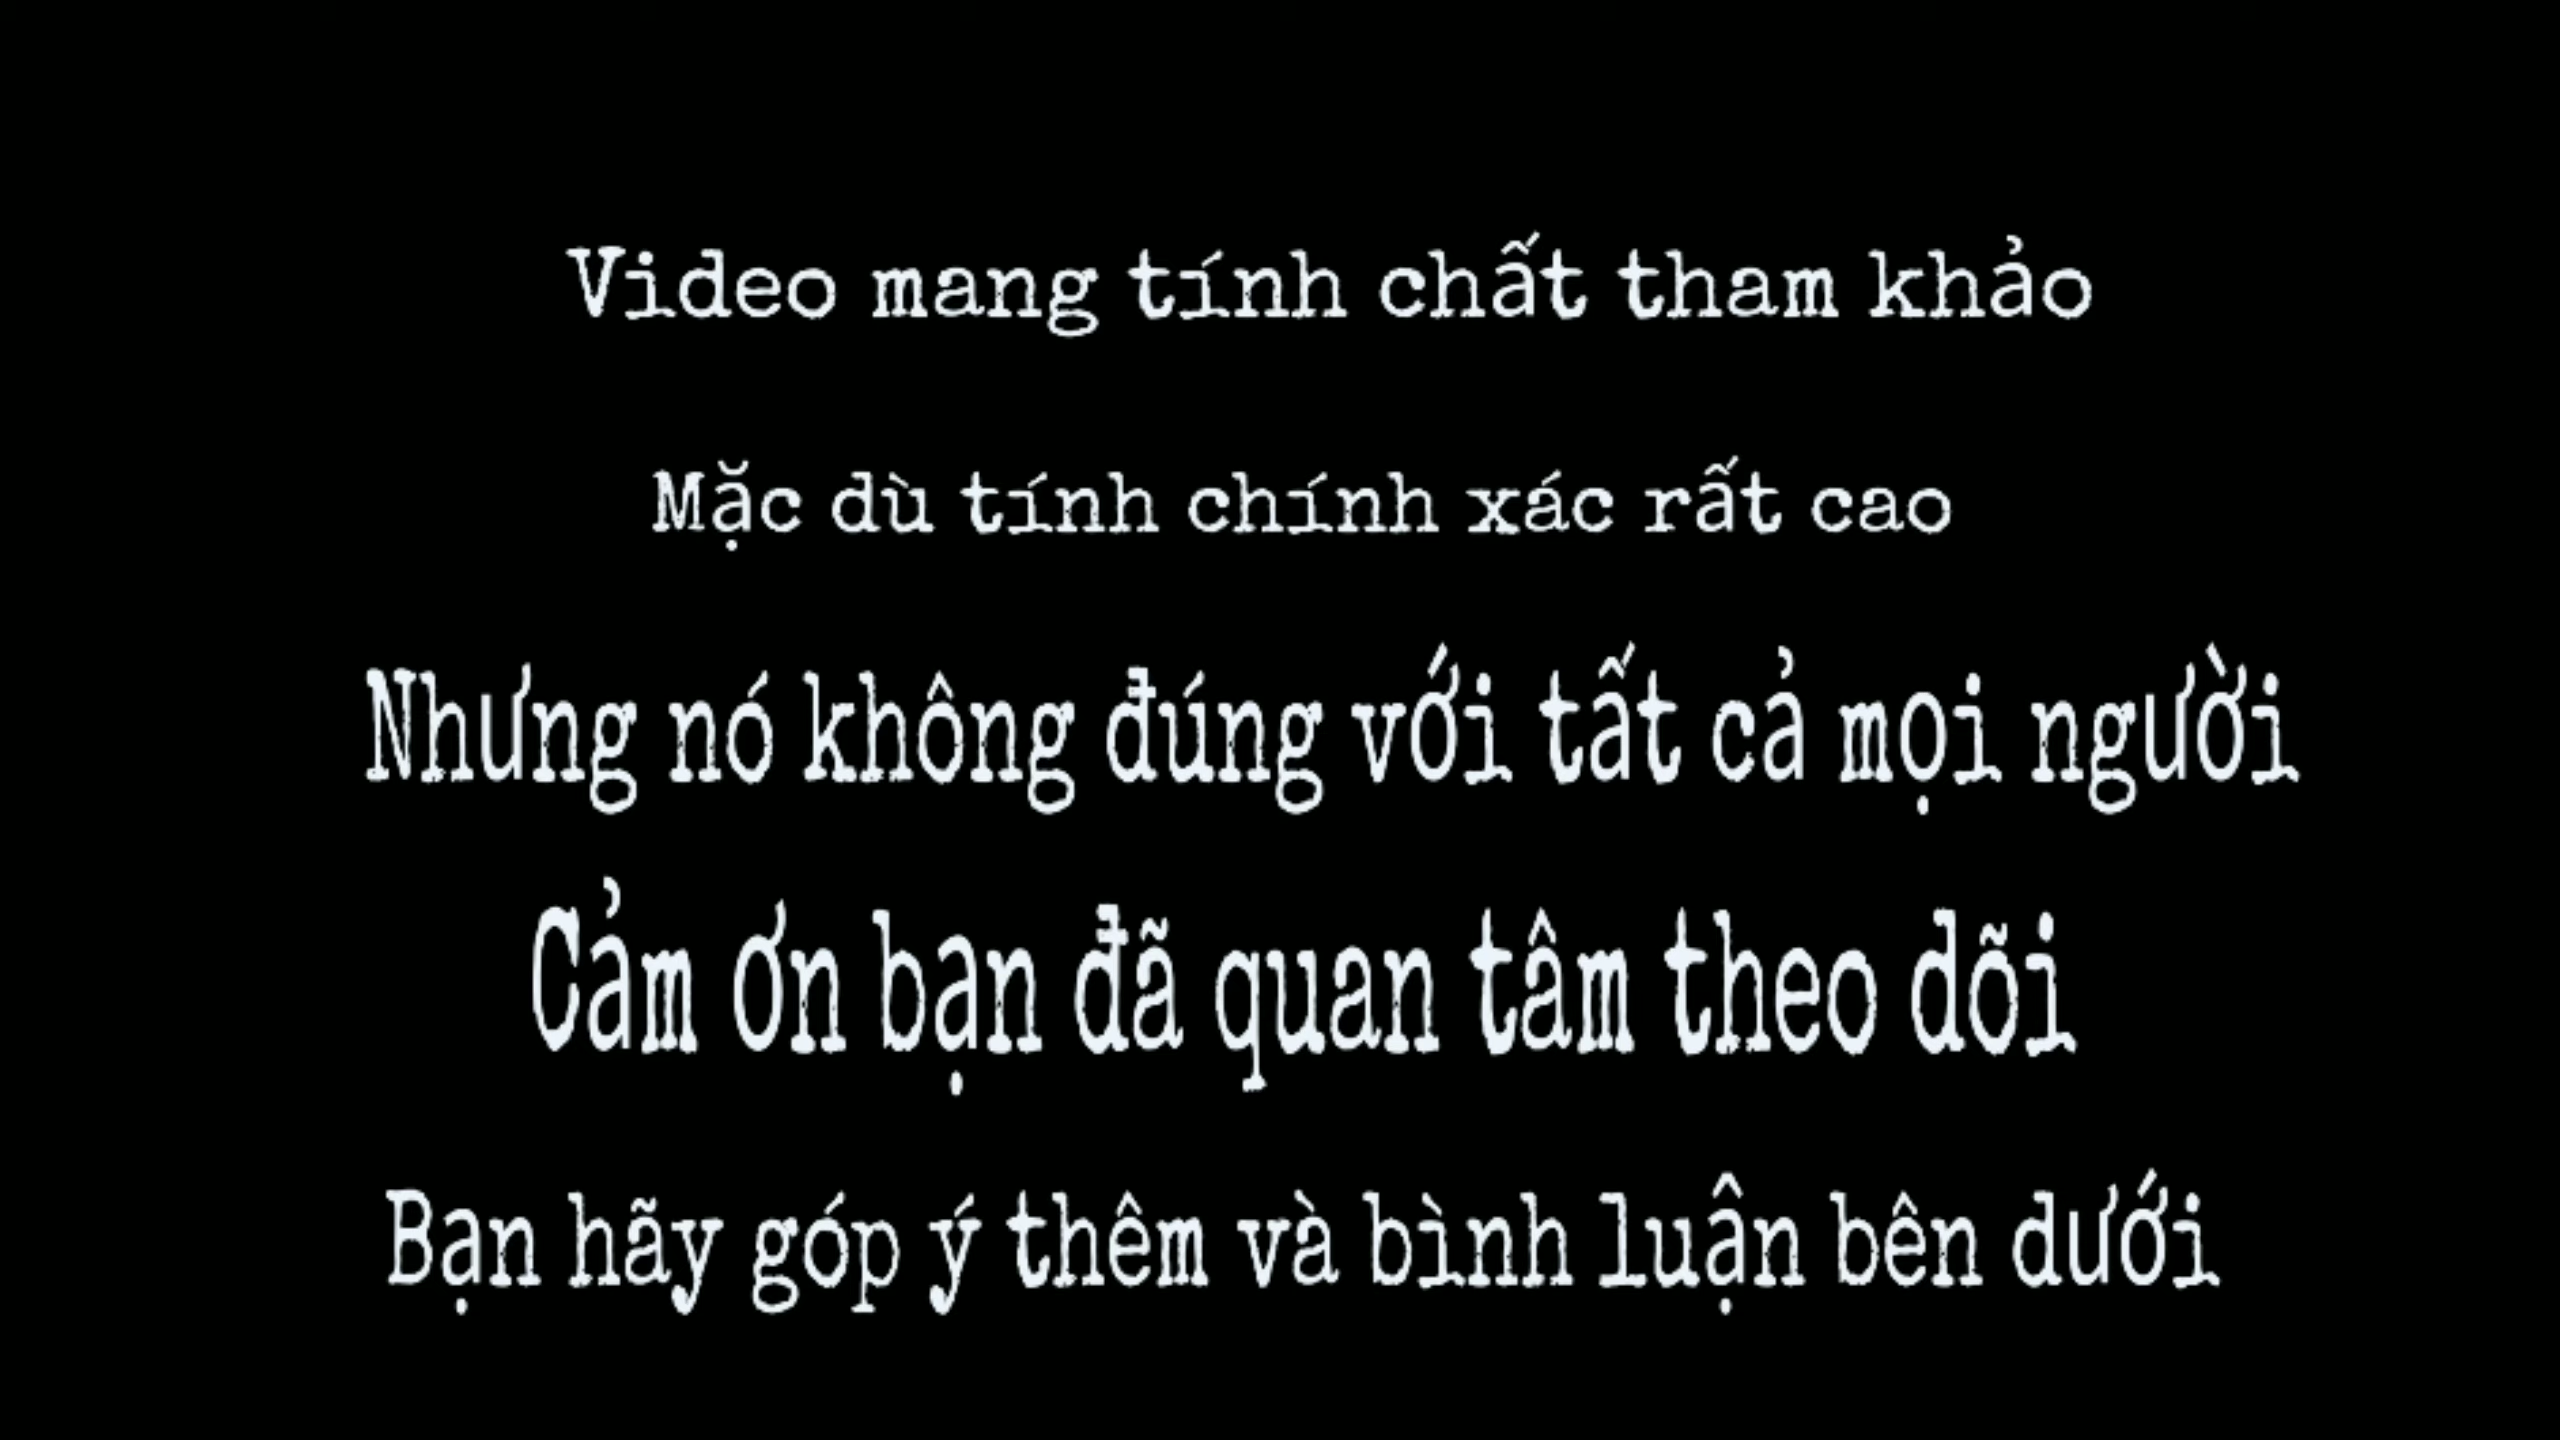 Video mang tính chất tham khảo
Mặc dù tính chính xác rất cao
Nhưng nó không đúng với tất cả mọi người
Cảm ơn bạn đã quan tâm theo dõi
Bạn hãy góp ý thêm và bình luận bên dưới